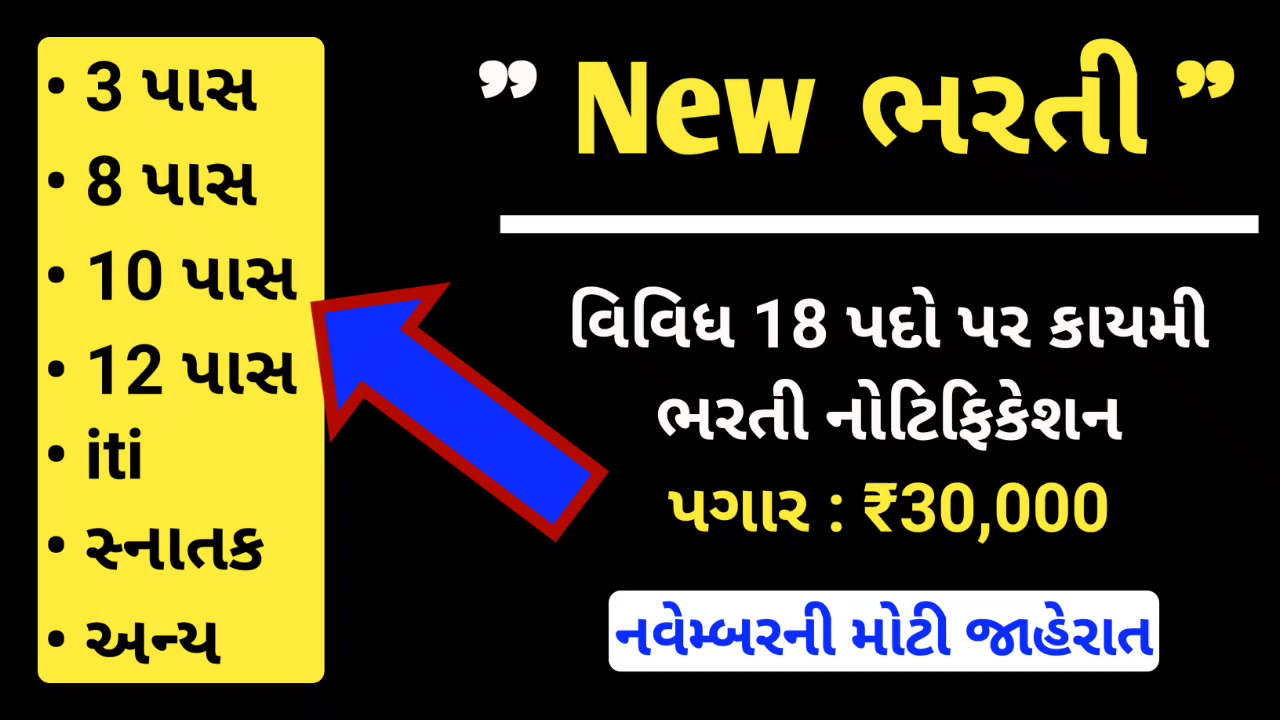 • 3 પાસ
• 8 પાસ
• 10 પાસ
• 12 પાસ
• iti
• સ્નાતક
• અન્ય
” New ભરતી ”
વિવિધ 18 પદો પર કાયમી
ભરતી નોટિફિકેશન
પગાર : ₹30,000
નવેમ્બરની મોટી જાહેરાત